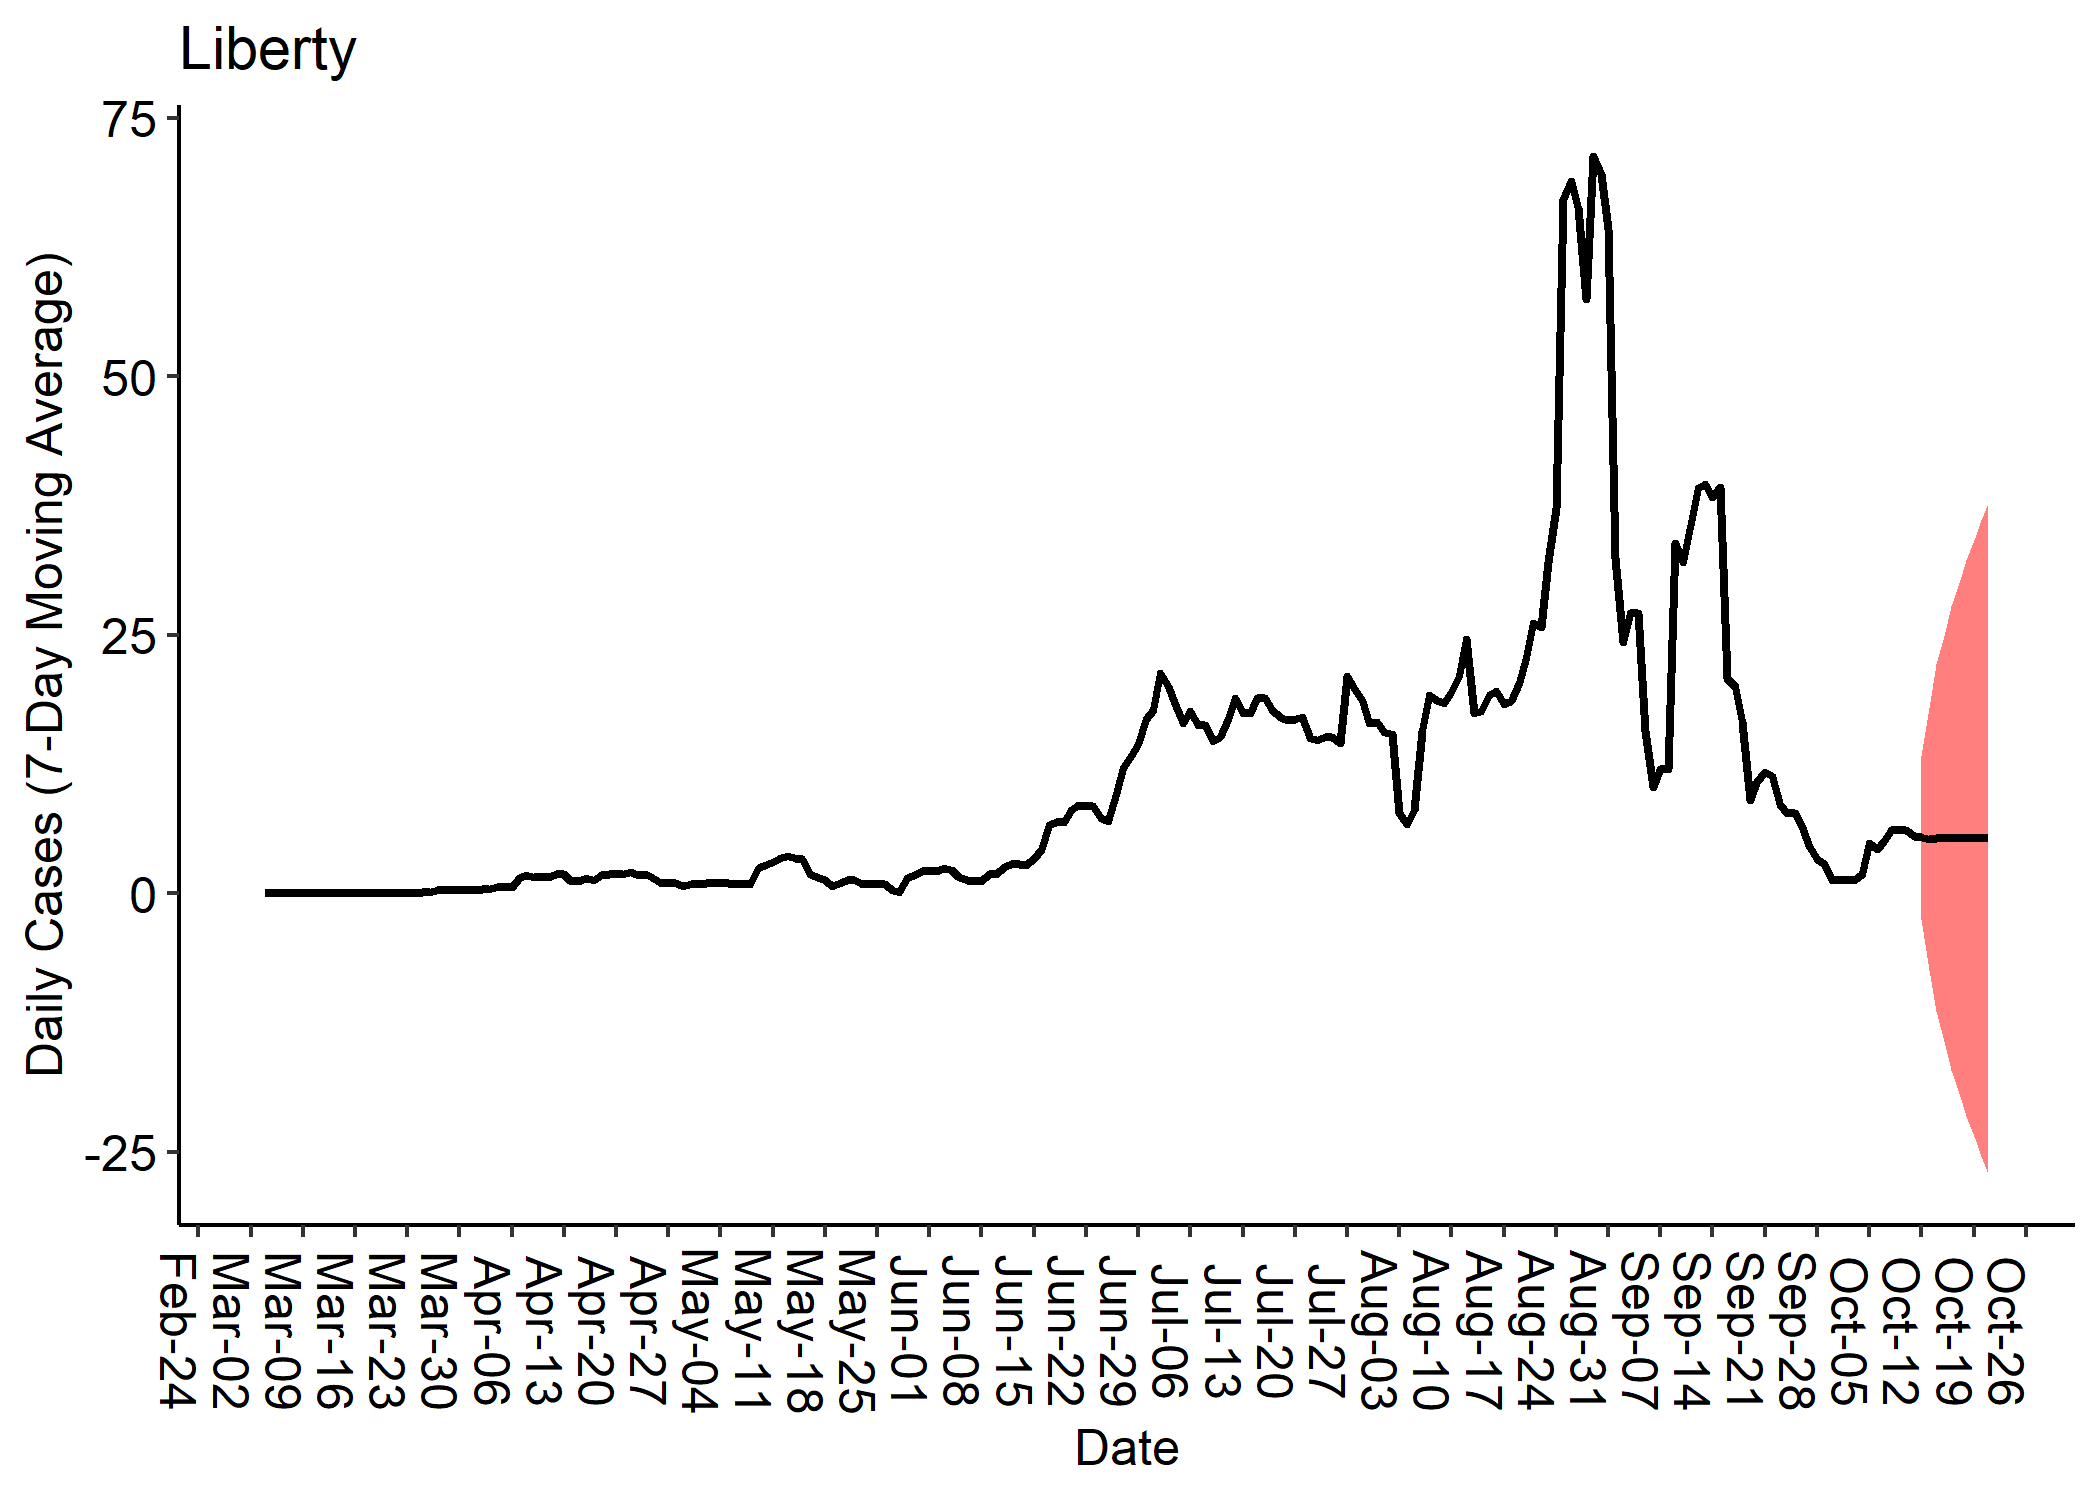 Liberty
75
50
25
0
-25
Daily Cases (7-Day Moving Average)
Feb-24
Mar-02
Mar-09
Mar-16
Mar-23
Mar-30
Apr-06
Apr-13
Apr-20
Apr-27
May-04
May-11
May-18
May-25
Jun-01
Jun-08
Jun-15
Jun-22
Jun-29
Jul-06
Jul-13
Jul-20
Jul-27
Aug-03
Aug-10
Aug-17
Aug-24
Aug-31
Sep-07
Sep-14
Sep-21
Sep-28
Oct-05
Oct-12
Oct-19
Oct-26
Date